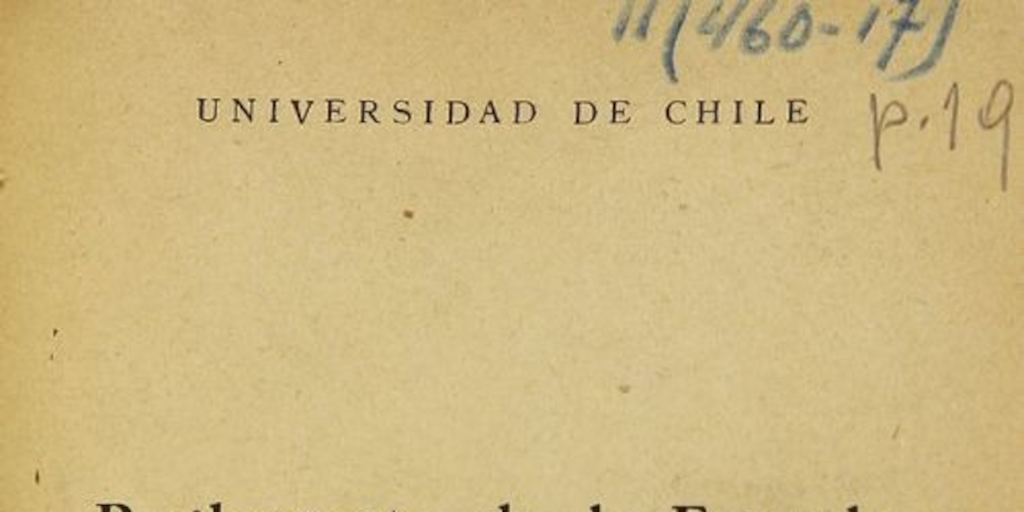 11(460-17)
UNIVERSIDAD DE CHILE
p.19